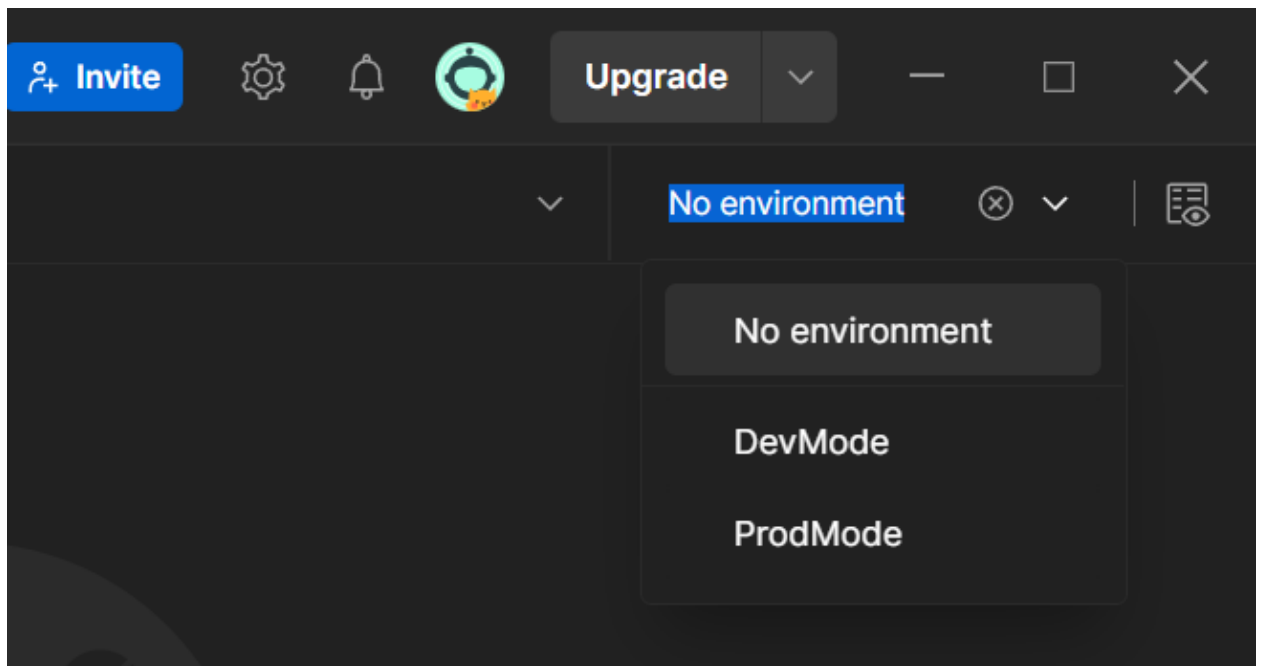 Invite
Upgrade
No environment
No environment
DevMode
ProdMode